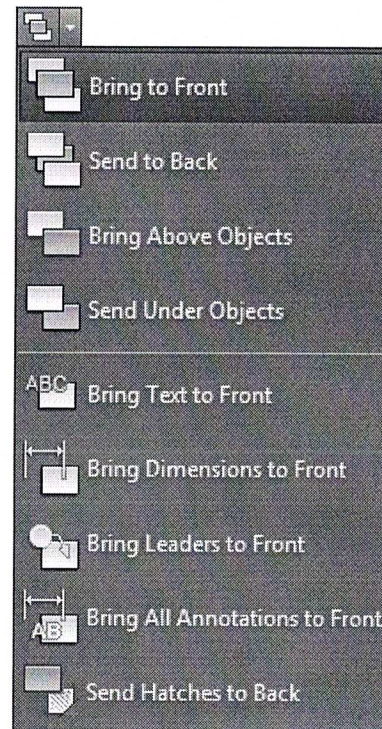 Bring to Front
Send to Back
Bring Above Objects
Send Under Objects
ABC Bring Text to Front
Bring Dimensions to Front
Bring Leaders to Front
AB Bring All Annotations to Front
Send Hatches to Back